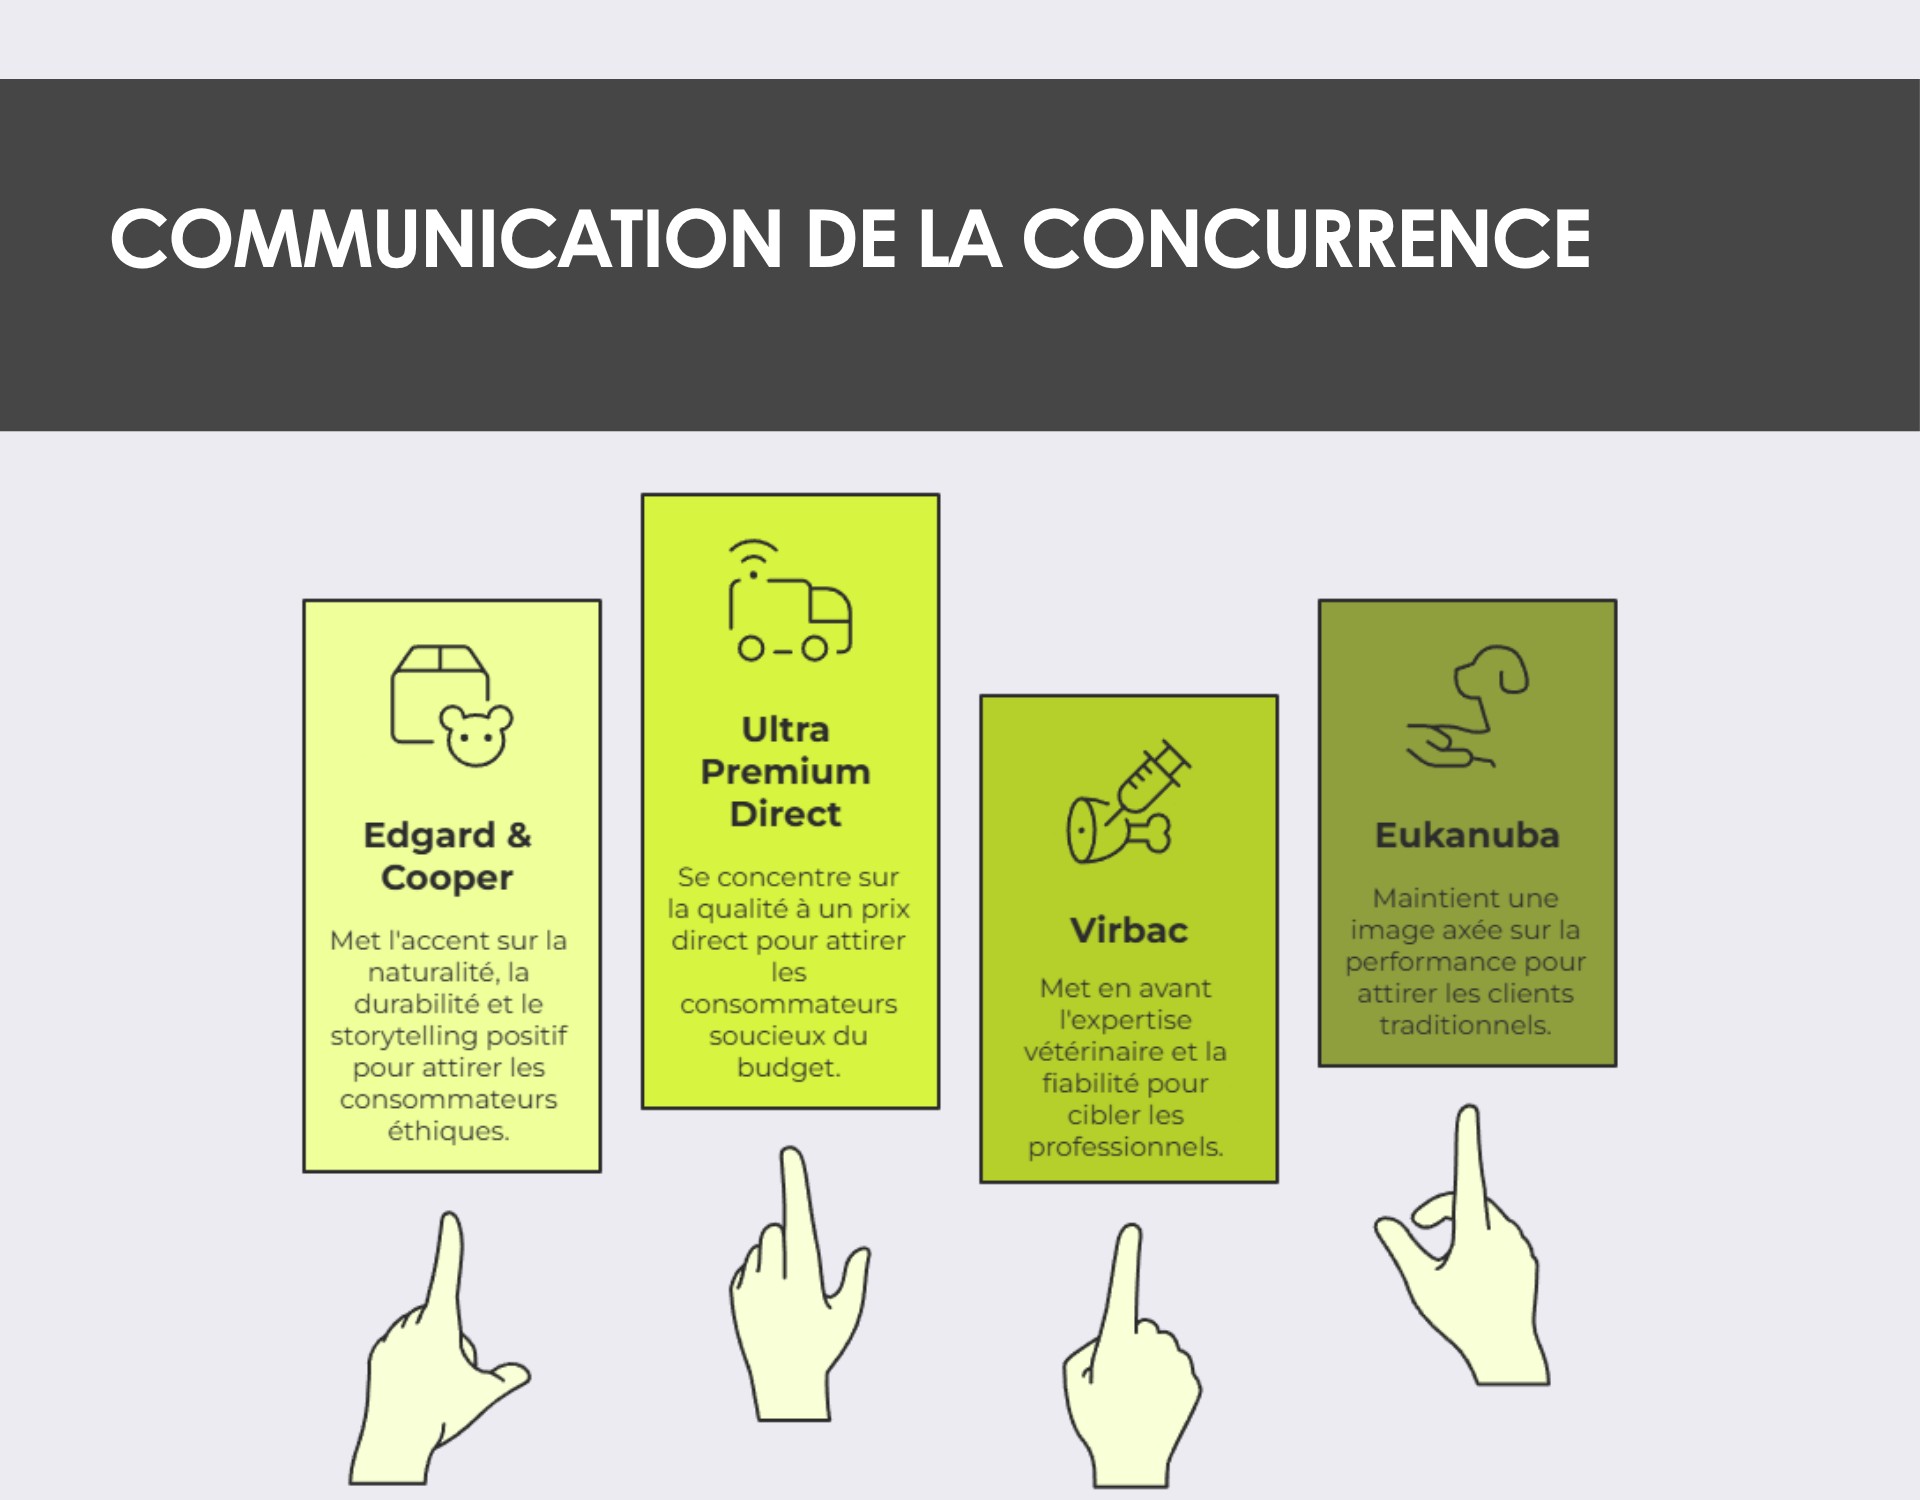 COMMUNICATION DE LA CONCURRENCE
Edgard &
Cooper
Met l'accent sur la
naturalité, la
durabilité et le
storytelling positif
pour attirer les
consommateurs
éthiques.
Ultra
Premium
Direct
Se concentre sur
la qualité à un prix
direct pour attirer
les
consommateurs
soucieux du
budget.
Virbac
Met en avant
l'expertise
vétérinaire et la
fiabilité pour
cibler les
professionnels.
Eukanuba
Maintient une
image axée sur la
performance pour
attirer les clients
traditionnels.